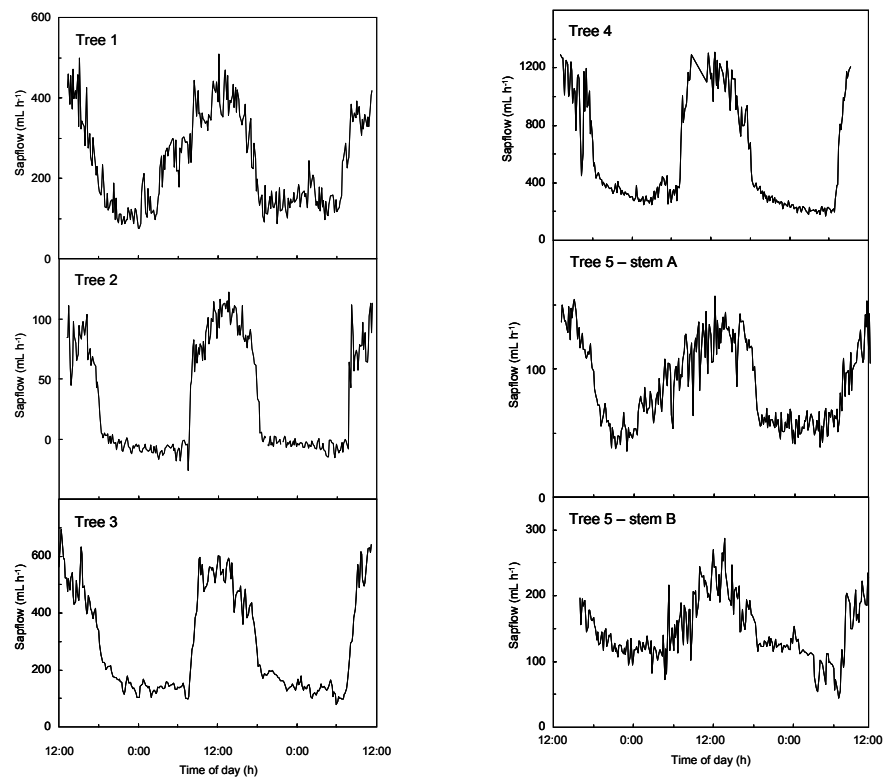 600
Tree 1
400
200
0
Sapflow (mL h⁻¹)
Tree 2
100
50
0
Sapflow (mL h⁻¹)
Tree 3
600
400
200
0
Sapflow (mL h⁻¹)
12:00 0:00 12:00 0:00 12:00
Time of day (h)
Tree 4
1200
800
400
0
Sapflow (mL h⁻¹)
Tree 5 – stem A
100
50
0
Sapflow (mL h⁻¹)
Tree 5 – stem B
300
200
100
0
Sapflow (mL h⁻¹)
12:00 0:00 12:00 0:00 12:00
Time of day (h)